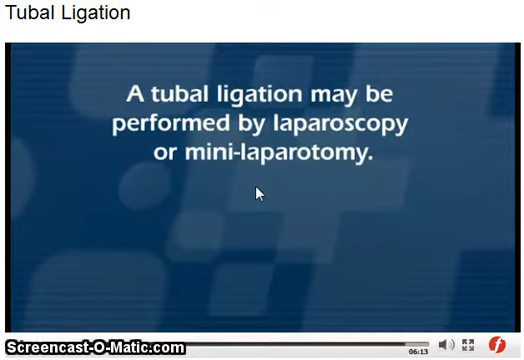 Tubal Ligation
A tubal ligation may be
performed by laparoscopy
or mini-laparotomy.
06:13
Screencast-O-Matic.com